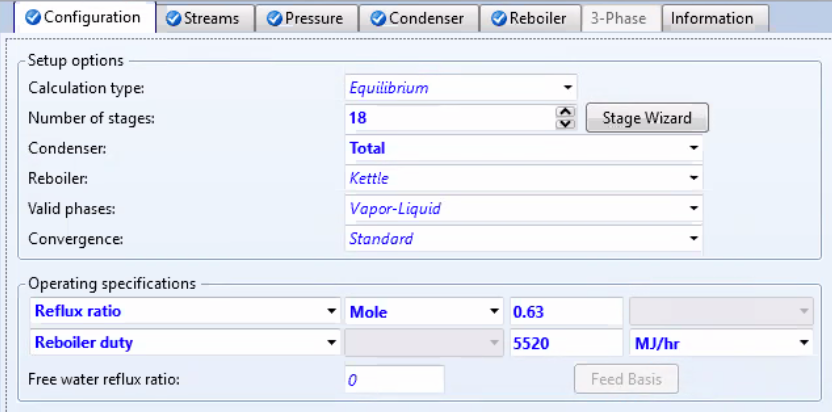 Configuration Streams Pressure Condenser Reboiler 3-Phase Information
Setup options
Calculation type: Equilibrium
Number of stages: 18 Stage Wizard
Condenser: Total
Reboiler: Kettle
Valid phases: Vapor-Liquid
Convergence: Standard
Operating specifications
Reflux ratio Mole 0.63
Reboiler duty 5520 MJ/hr
Free water reflux ratio: 0 Feed Basis